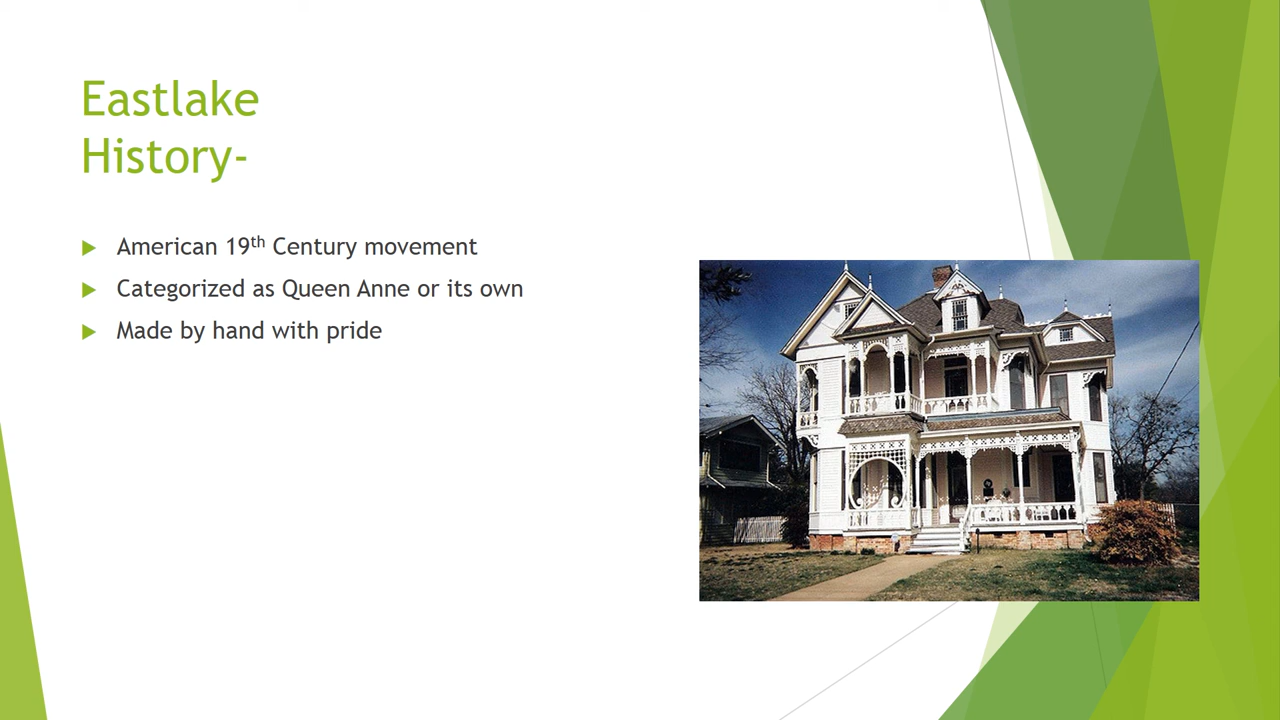 Eastlake
History-
American 19th Century movement
Categorized as Queen Anne or its own
Made by hand with pride